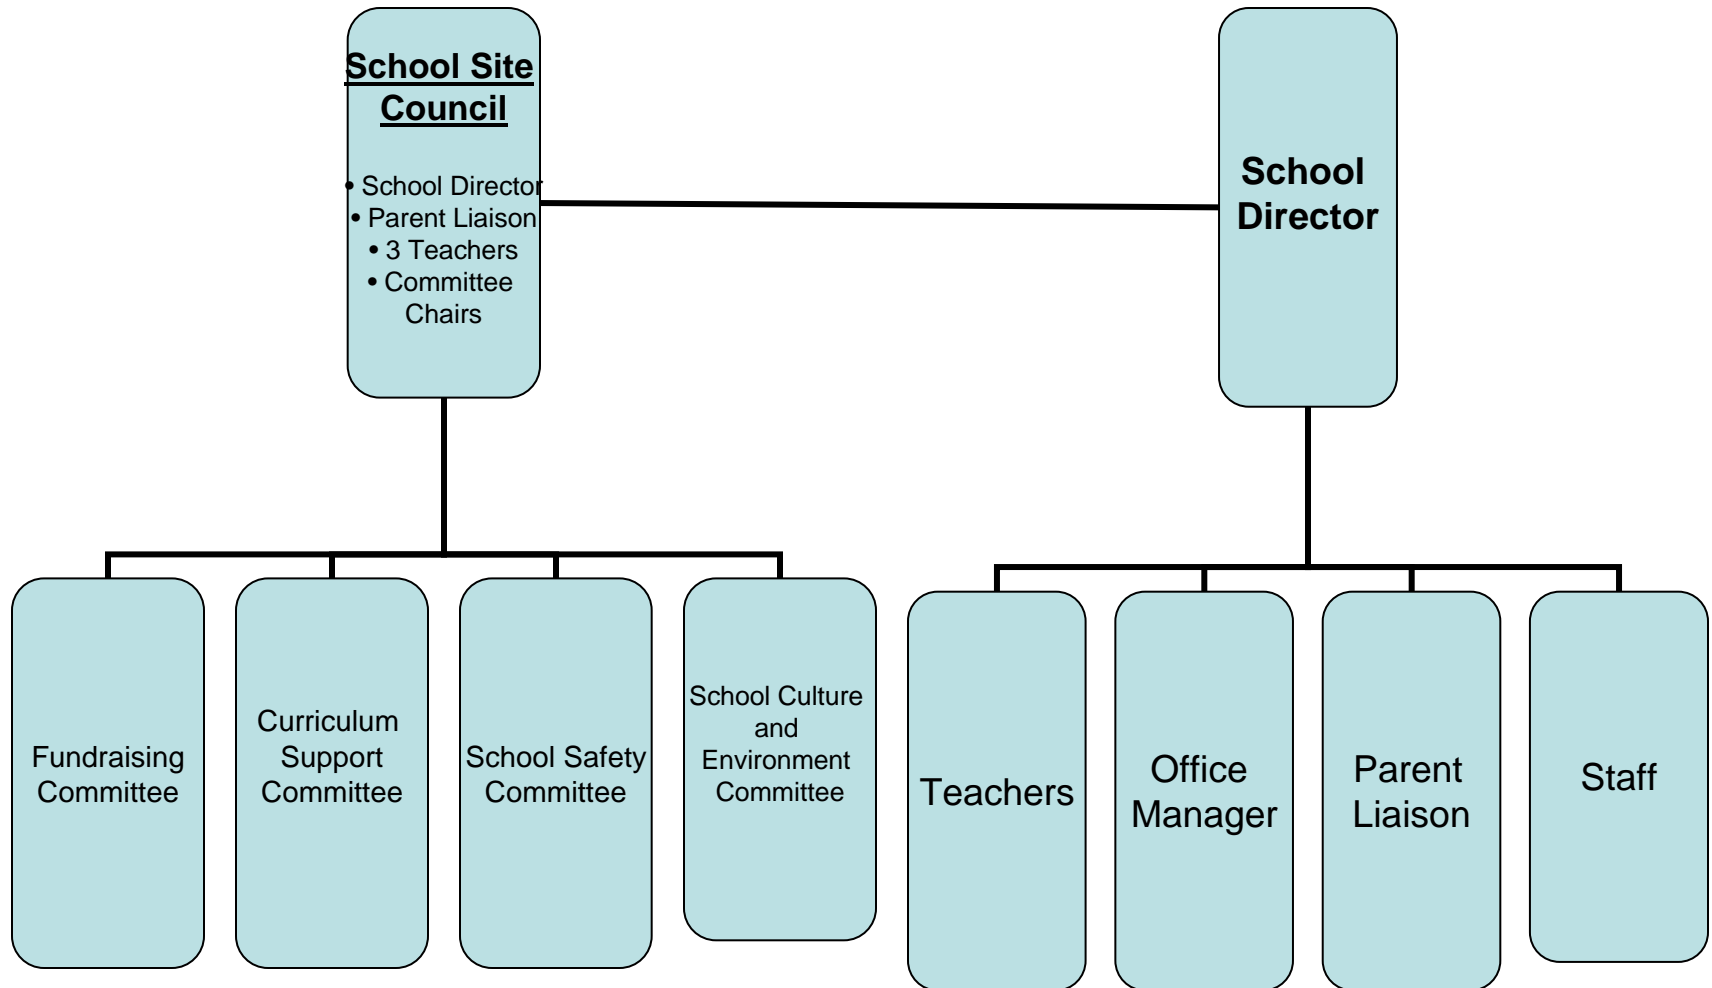 School Site
Council
• School Director
• Parent Liaison
• 3 Teachers
• Committee
Chairs
School
Director
Fundraising
Committee
Curriculum
Support
Committee
School Safety
Committee
School Culture
and
Environment
Committee
Teachers
Office
Manager
Parent
Liaison
Staff